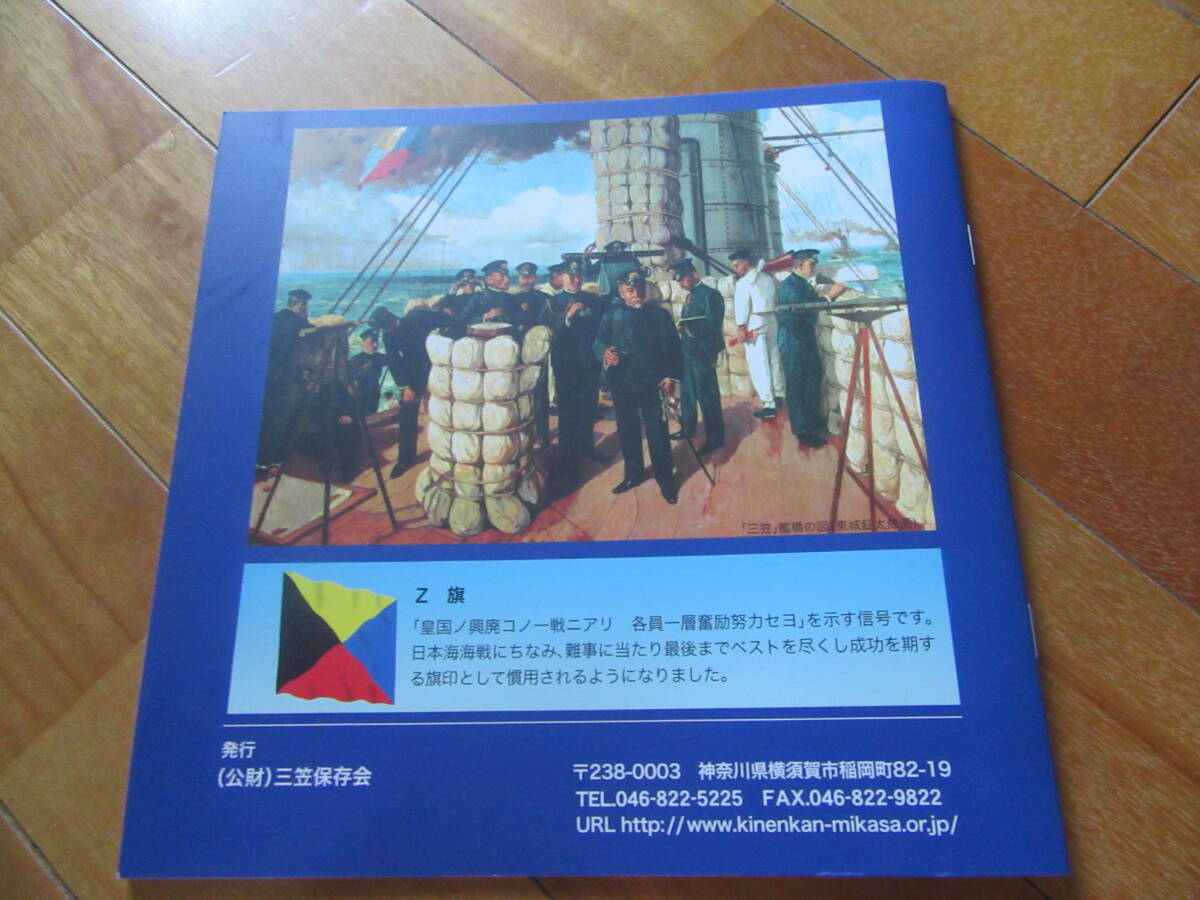 「三笠」艦橋の図(東城鉦太郎画)
Z 旗
「皇国ノ興廃コノ一戦ニアリ 各員一層奮励努力セヨ」を示す信号です。
日本海海戦にちなみ、難事に当たり最後までベストを尽くし成功を期す
る旗印として慣用されるようになりました。
発行
(公財)三笠保存会
〒238-0003 神奈川県横須賀市稲岡町82-19
TEL.046-822-5225 FAX.046-822-9822
URL http://www.kinenkan-mikasa.or.jp/